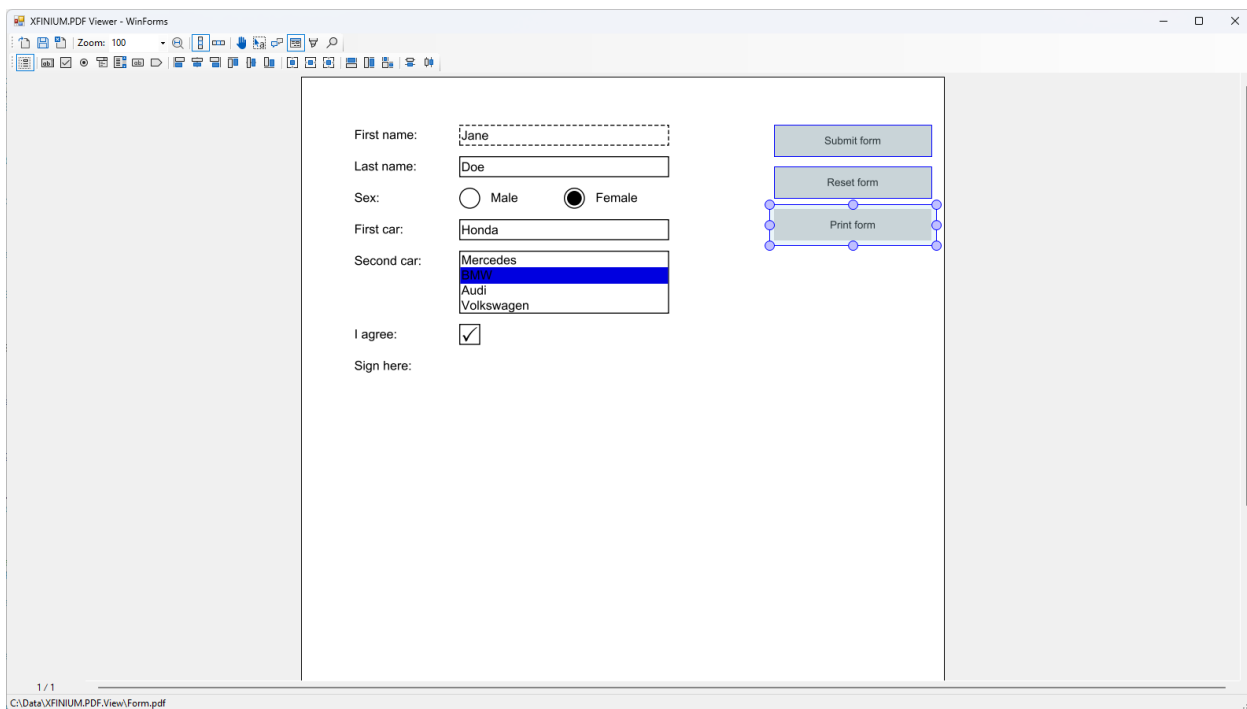 XFINIUM.PDF Viewer - WinForms
Zoom: 100
First name: Jane
Last name: Doe
Sex: Male Female
First car: Honda
Second car: Mercedes
BMW
Audi
Volkswagen
I agree:
Sign here:
Submit form
Reset form
Print form
1 / 1
C:\Data\XFINIUM.PDF.View\Form.pdf